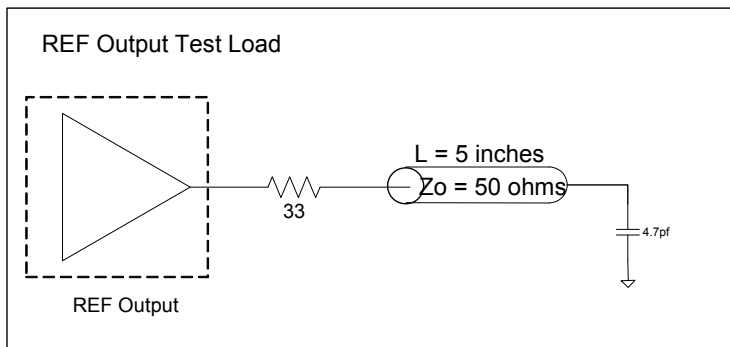 REF Output Test Load
L = 5 inches
Zo = 50 ohms
33
4.7pf
REF Output